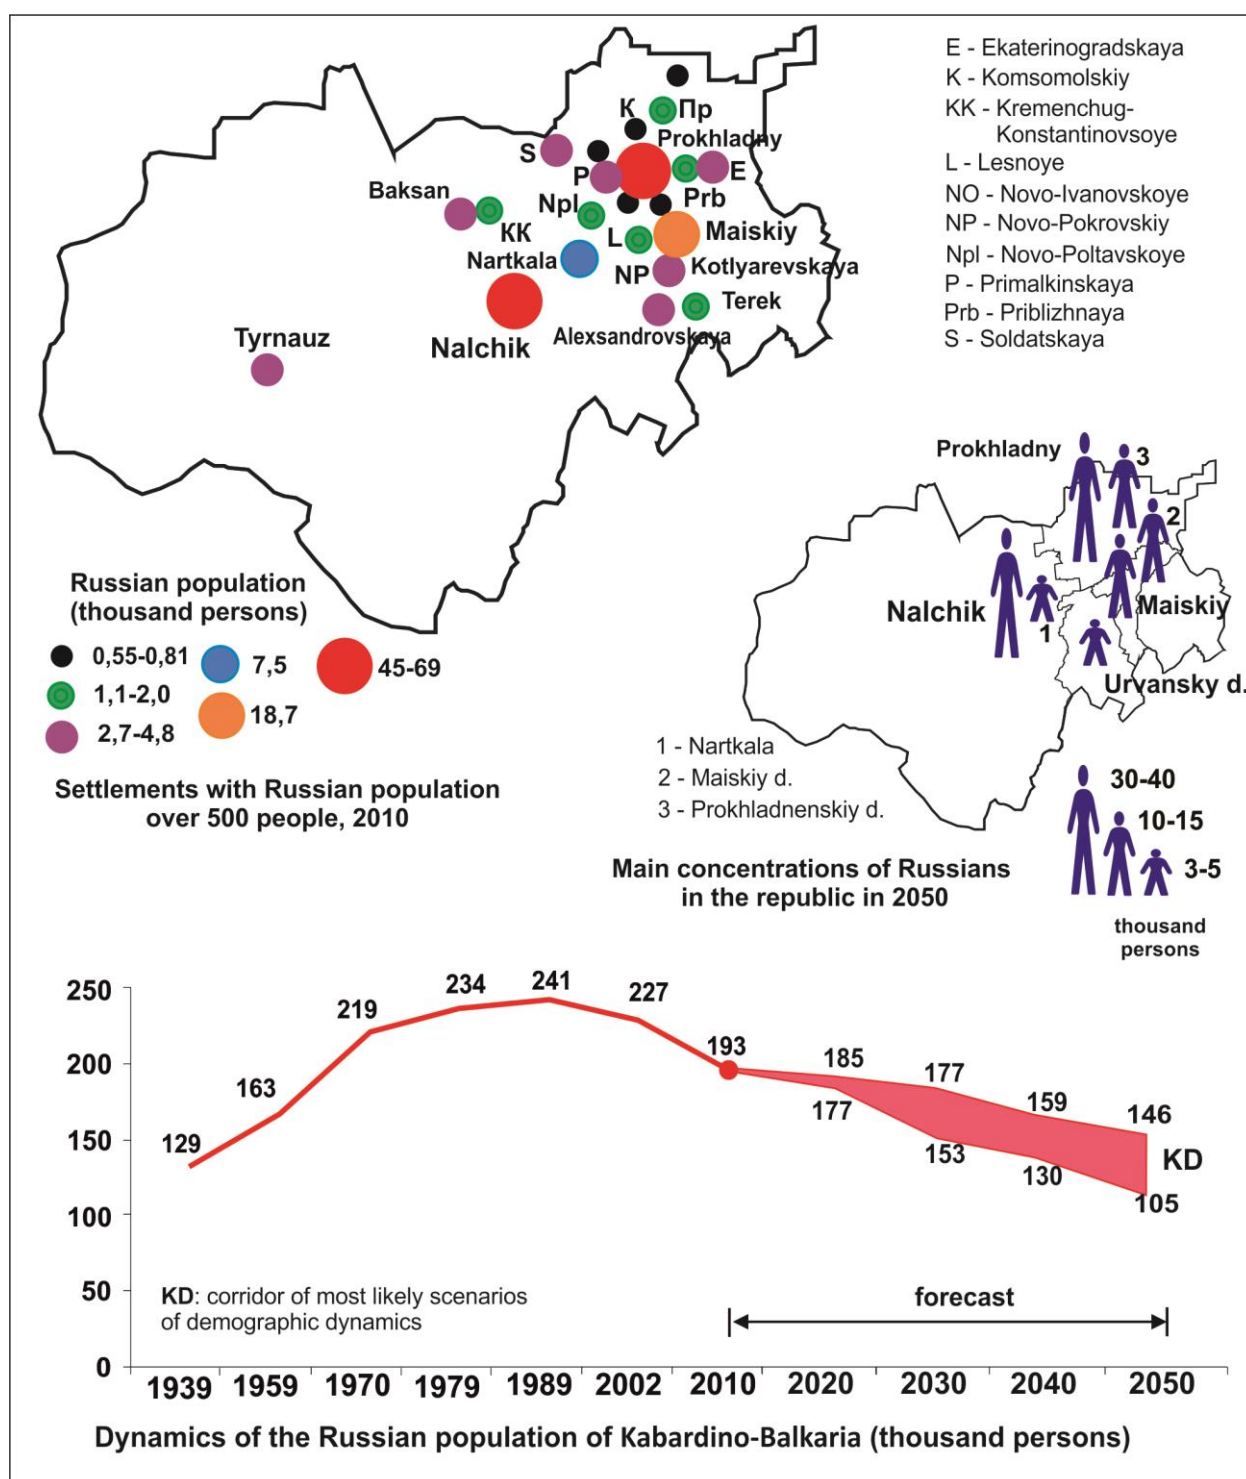 E - Ekaterinogradskaya
K - Komsomolskiy
KK - Kremenchug-
Konstantinovsoye
L - Lesnoye
NO - Novo-Ivanovskoye
NP - Novo-Pokrovskiy
Npl - Novo-Poltavskoye
P - Primalkinskaya
Prb - Priblizhnaya
S - Soldatskaya
К
Пр
Prokhladny
S
P
E
Baksan
Npl
Prb
КК
L
Maiskiy
Nartkala
NP
Kotlyarevskaya
Terek
Alexsandrovskaya
Tyrnauz
Nalchik
Russian population
(thousand persons)
0,55-0,81
7,5
45-69
1,1-2,0
18,7
2,7-4,8
Settlements with Russian population
over 500 people, 2010
Prokhladny
3
2
Nalchik
1
Maiskiy
Urvansky d.
1 - Nartkala
2 - Maiskiy d.
3 - Prokhladnenskiy d.
30-40
10-15
3-5
thousand
persons
Main concentrations of Russians
in the republic in 2050
250
200
150
100
50
0
129
163
219
234
241
227
193
185
177
159
146
177
153
130
105
KD
KD: corridor of most likely scenarios
of demographic dynamics
forecast
1939 1959 1970 1979 1989 2002 2010 2020 2030 2040 2050
Dynamics of the Russian population of Kabardino-Balkaria (thousand persons)